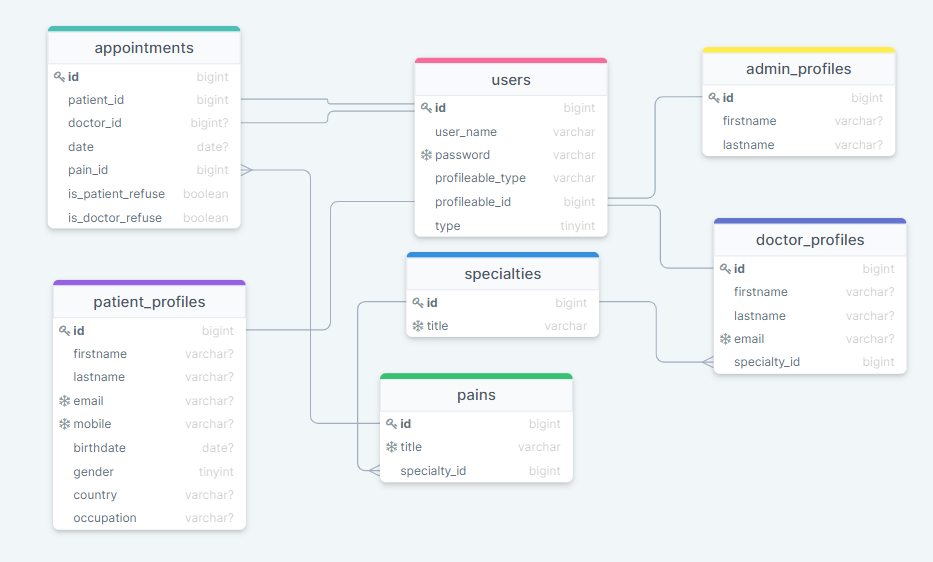 appointments
id bigint
patient_id bigint
doctor_id bigint?
date date?
pain_id bigint
is_patient_refuse boolean
is_doctor_refuse boolean
users
id bigint
user_name varchar
password varchar
profileable_type varchar
profileable_id bigint
type tinyint
admin_profiles
id bigint
firstname varchar?
lastname varchar?
patient_profiles
id bigint
firstname varchar?
lastname varchar?
email varchar?
mobile varchar?
birthdate date?
gender tinyint
country varchar?
occupation varchar?
specialties
id bigint
title varchar
doctor_profiles
id bigint
firstname varchar?
lastname varchar?
email varchar?
specialty_id bigint
pains
id bigint
title varchar
specialty_id bigint